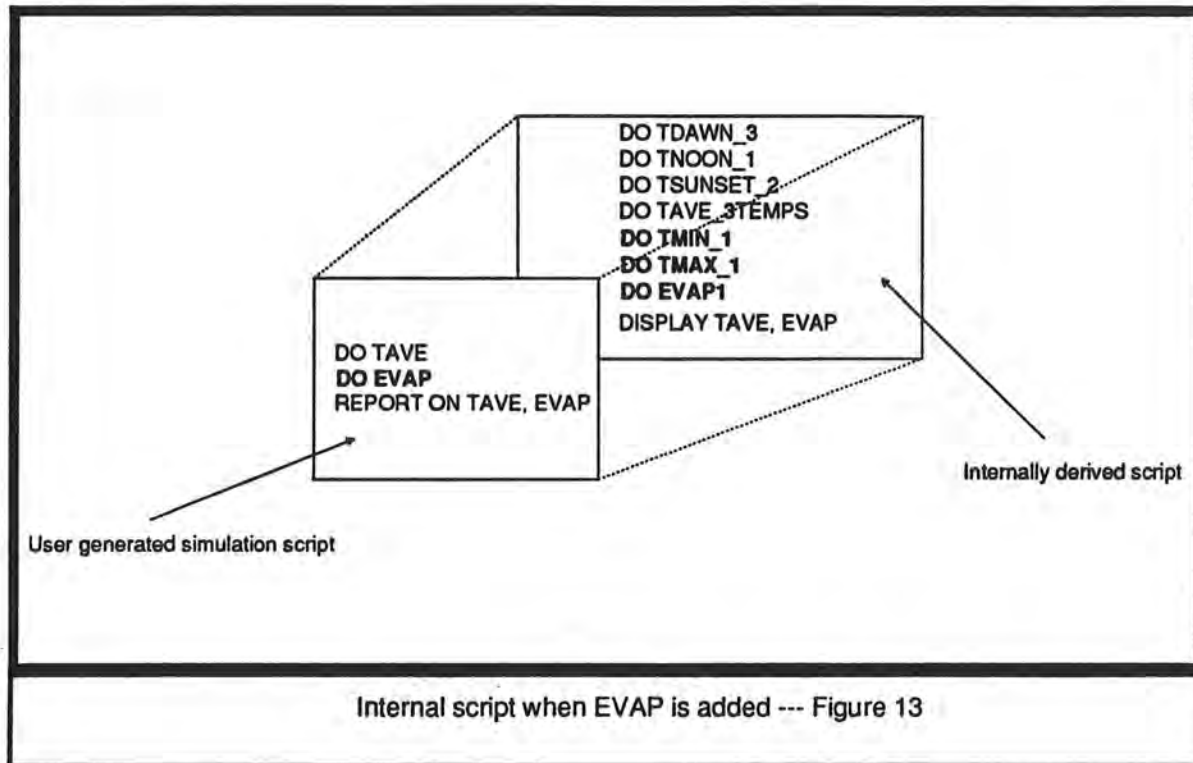 DO TDAWN_3
DO TNOON_1
DO TSUNSET_2
DO TAVE_3TEMPS
DO TMIN_1
DO TMAX_1
DO EVAP1
DISPLAY TAVE, EVAP
DO TAVE
DO EVAP
REPORT ON TAVE, EVAP
Internally derived script
User generated simulation script
Internal script when EVAP is added --- Figure 13